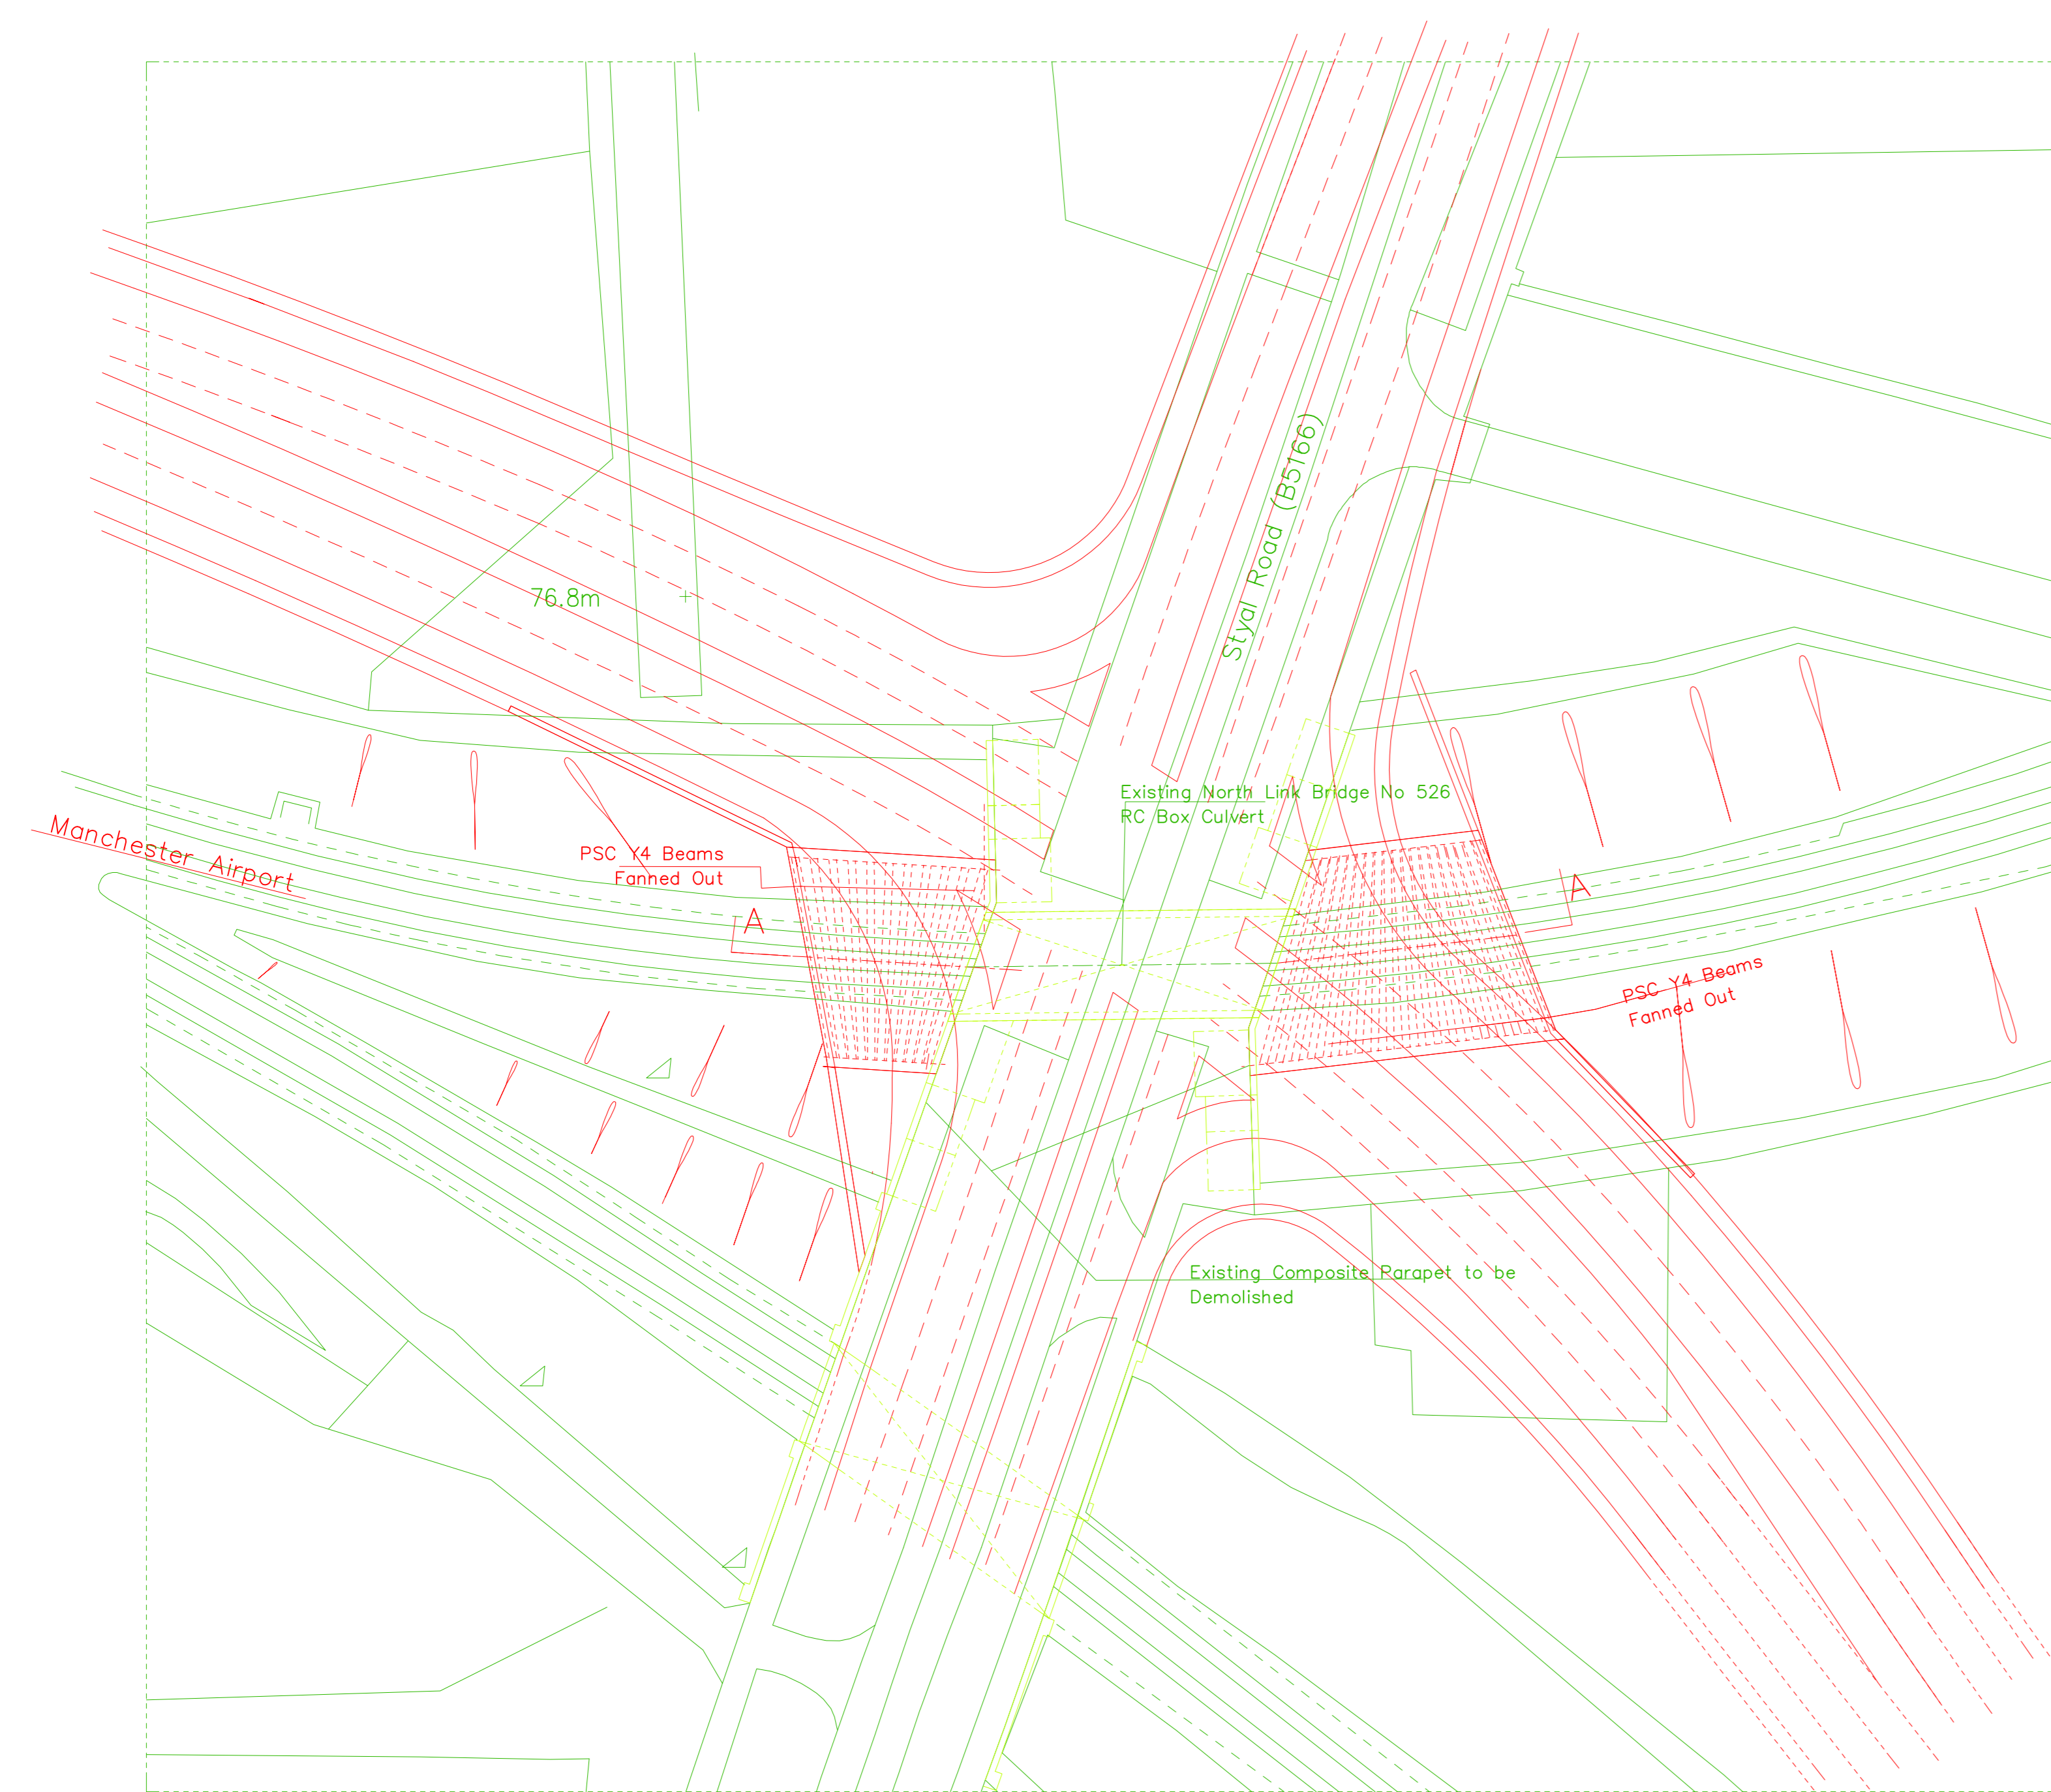 Styal Road (B5166)
76.8m
Existing North Link Bridge No 526
RC Box Culvert
Manchester Airport
PSC Y4 Beams
Fanned Out
A
A
PSC Y4 Beams
Fanned Out
Existing Composite Parapet to be
Demolished